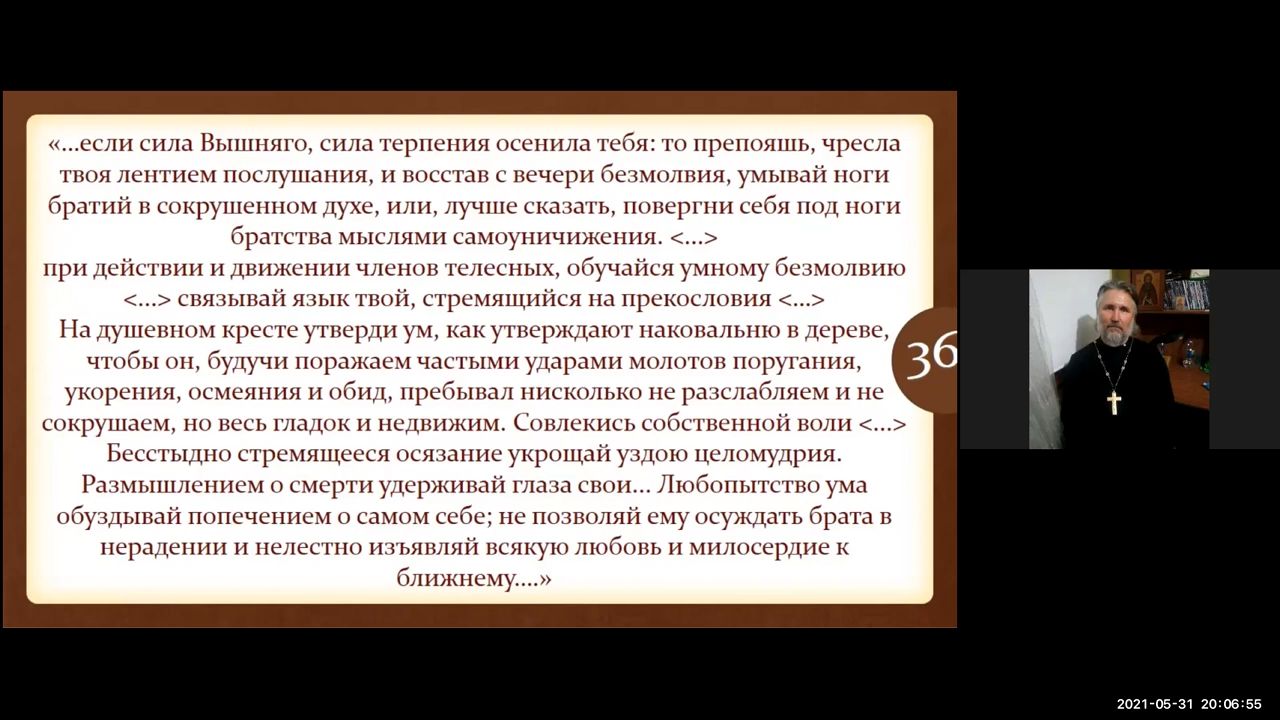 «...если сила Вышняго, сила терпения осенила тебя: то препояшь, чресла
твоя лентием послушания, и восстав с вечери безмолвия, умывай ноги
братий в сокрушенном духе, или, лучше сказать, повергни себя под ноги
братства мыслями самоуничижения. <...>
при действии и движении членов телесных, обучайся умному безмолвию
<...> связывай язык твой, стремящийся на прекословия <...>
На душевном кресте утверди ум, как утверждают наковальню в дереве,
чтобы он, будучи поражаем частыми ударами молотов поругания,
укорения, осмеяния и обид, пребывал нисколько не разслабляем и не
сокрушаем, но весь гладок и недвижим. Совлекись собственной воли <...>
Бесстыдно стремящееся осязание укрощай уздою целомудрия.
Размышлением о смерти удерживай глаза свои... Любопытство ума
обуздывай попечением о самом себе; не позволяй ему осуждать брата в
нерадении и нелестно изъявляй всякую любовь и милосердие к
ближнему....»
36
2021-05-31 20:06:55